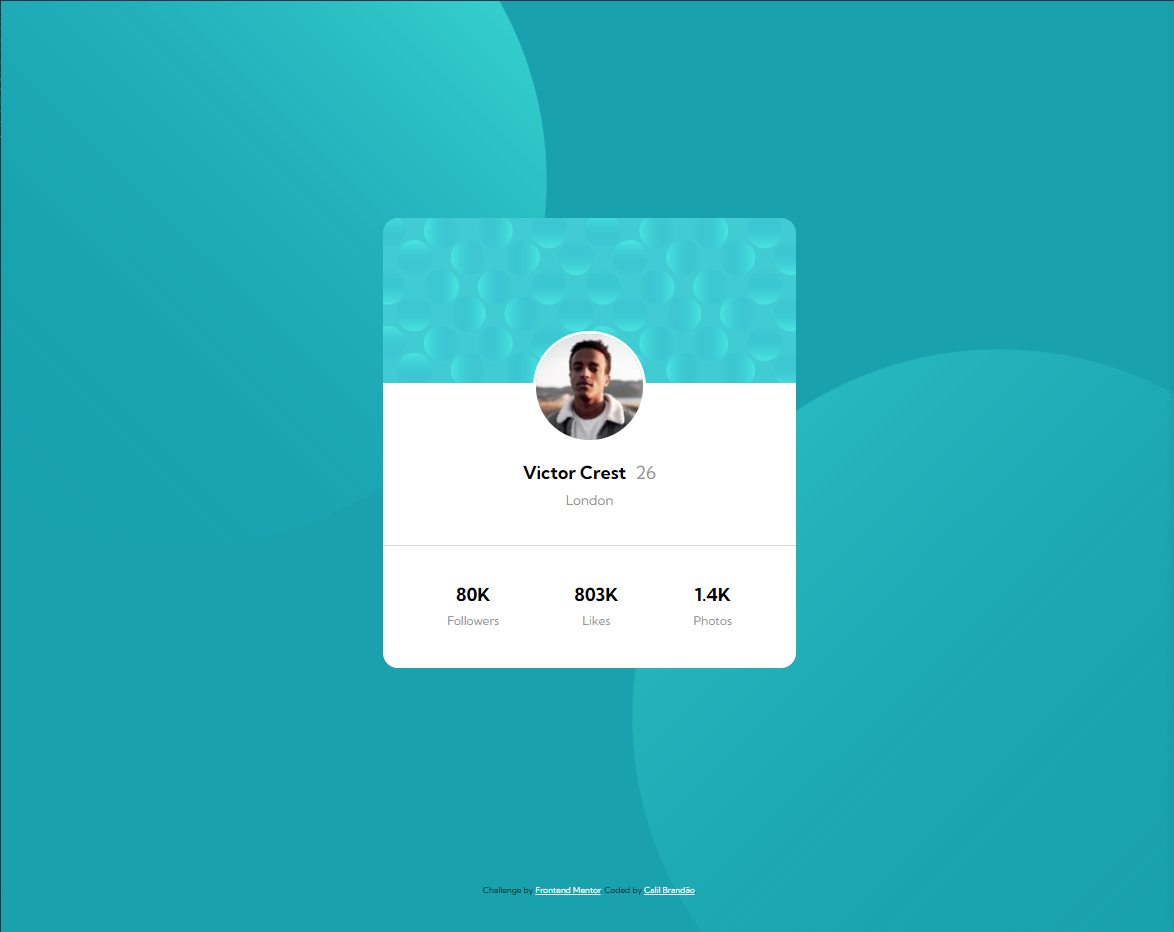 Victor Crest 26
London
80K 803K 1.4K
Followers Likes Photos
Challenge by Frontend Mentor Coded by Calil Brandão